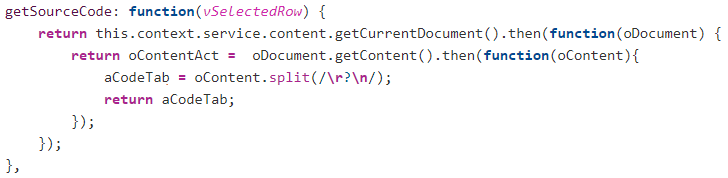 getSourceCode: function(vSelectedRow) {
    return this.context.service.content.getCurrentDocument().then(function(oDocument) {
        return oContentAct =  oDocument.getContent().then(function(oContent){
            aCodeTab = oContent.split(/\r?\n/);
            return aCodeTab;
        });
    });
},